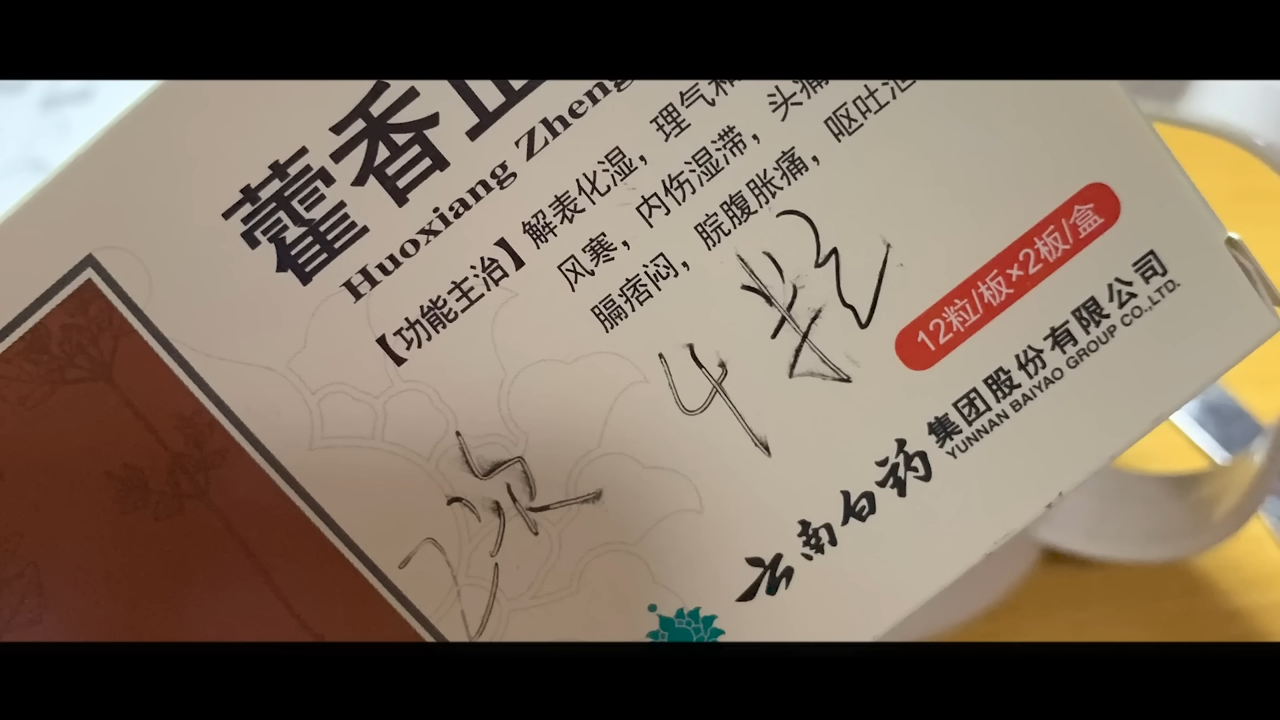 藿香正
Huoxiang Zheng
【功能主治】解表化湿，理气和
风寒，内伤湿滞，头痛
膈痞闷，脘腹胀痛，呕吐泄
2次 4粒
12粒/板×2板/盒
云南白药集团股份有限公司
YUNNAN BAIYAO GROUP CO.,LTD.